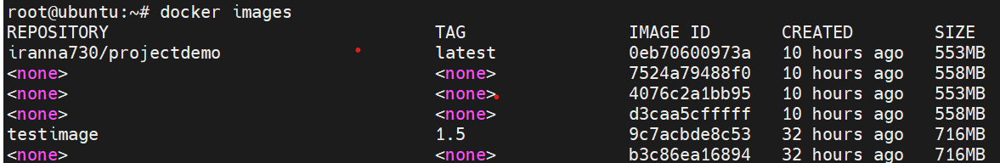 root@ubuntu:~# docker images
REPOSITORY TAG IMAGE ID CREATED SIZE
iranna730/projectdemo latest 0eb70600973a 10 hours ago 553MB
<none> <none> 7524a79488f0 10 hours ago 558MB
<none> <none> 4076c2a1bb95 10 hours ago 553MB
<none> <none> d3caa5cfffff 10 hours ago 558MB
testimage 1.5 9c7acbde8c53 32 hours ago 716MB
<none> <none> b3c86ea16894 32 hours ago 716MB